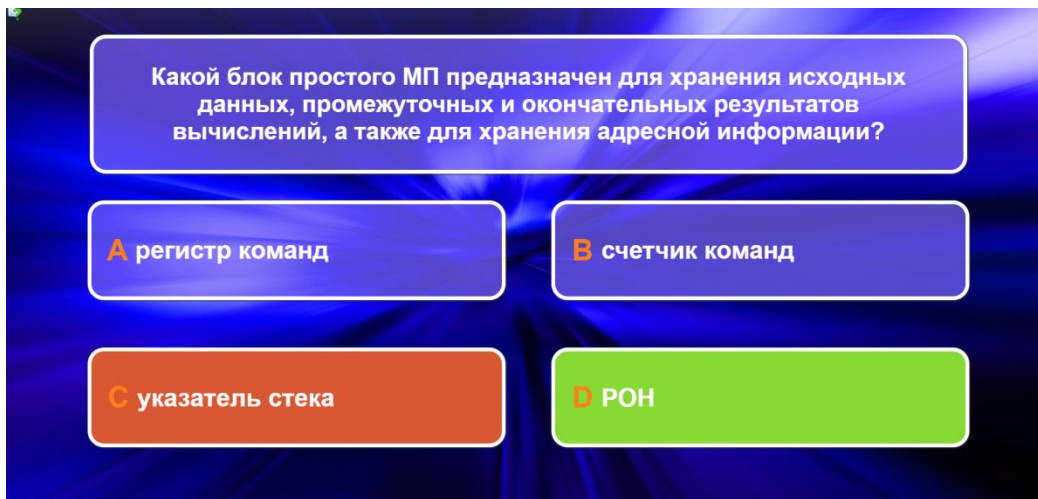 Какой блок простого МП предназначен для хранения исходных
данных, промежуточных и окончательных результатов
вычислений, а также для хранения адресной информации?
A регистр команд
B счетчик команд
C указатель стека
D РОН